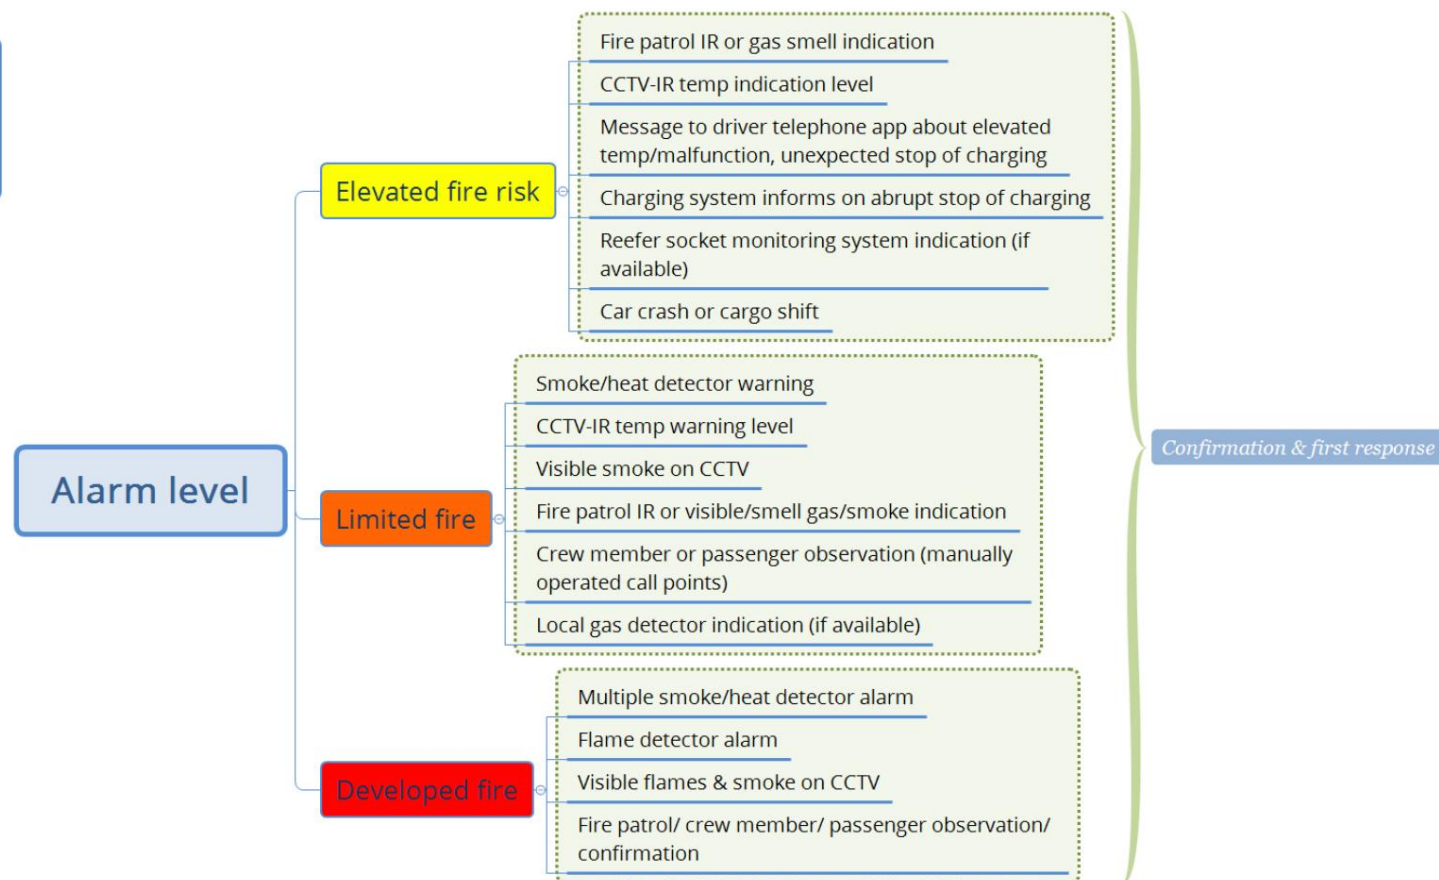 Fire patrol IR or gas smell indication
CCTV-IR temp indication level
Message to driver telephone app about elevated
temp/malfunction, unexpected stop of charging
Elevated fire risk
Charging system informs on abrupt stop of charging
Reefer socket monitoring system indication (if
available)
Car crash or cargo shift
Smoke/heat detector warning
CCTV-IR temp warning level
Confirmation & first response
Visible smoke on CCTV
Alarm level
Limited fire
Fire patrol IR or visible/smell gas/smoke indication
Crew member or passenger observation (manually
operated call points)
Local gas detector indication (if available)
Multiple smoke/heat detector alarm
Flame detector alarm
Developed fire
Visible flames & smoke on CCTV
Fire patrol/ crew member/ passenger observation/
confirmation